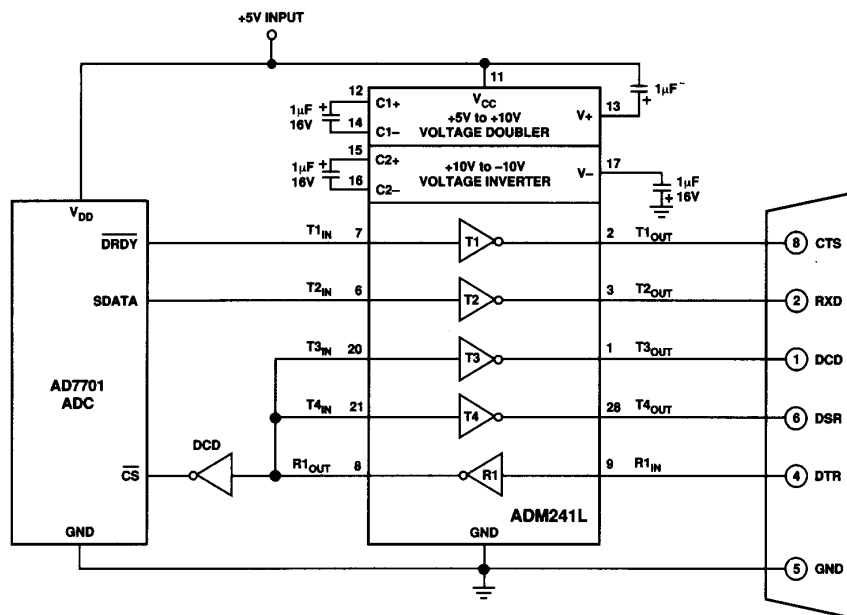 +5V INPUT
11
VCC
+5V to +10V
VOLTAGE DOUBLER
12
C1+
14
C1–
1µF
16V
+
V+
13
1µF
+
15
C2+
16
C2–
1µF
16V
+
+10V to –10V
VOLTAGE INVERTER
V–
17
1µF
16V
+
VDD
DRDY
T1IN
7
T1
2
T1OUT
8
CTS
SDATA
T2IN
6
T2
3
T2OUT
2
RXD
T3IN
20
T3
1
T3OUT
1
DCD
AD7701
ADC
T4IN
21
T4
28
T4OUT
6
DSR
DCD
CS
R1OUT
8
R1
9
R1IN
4
DTR
ADM241L
GND
GND
5
GND